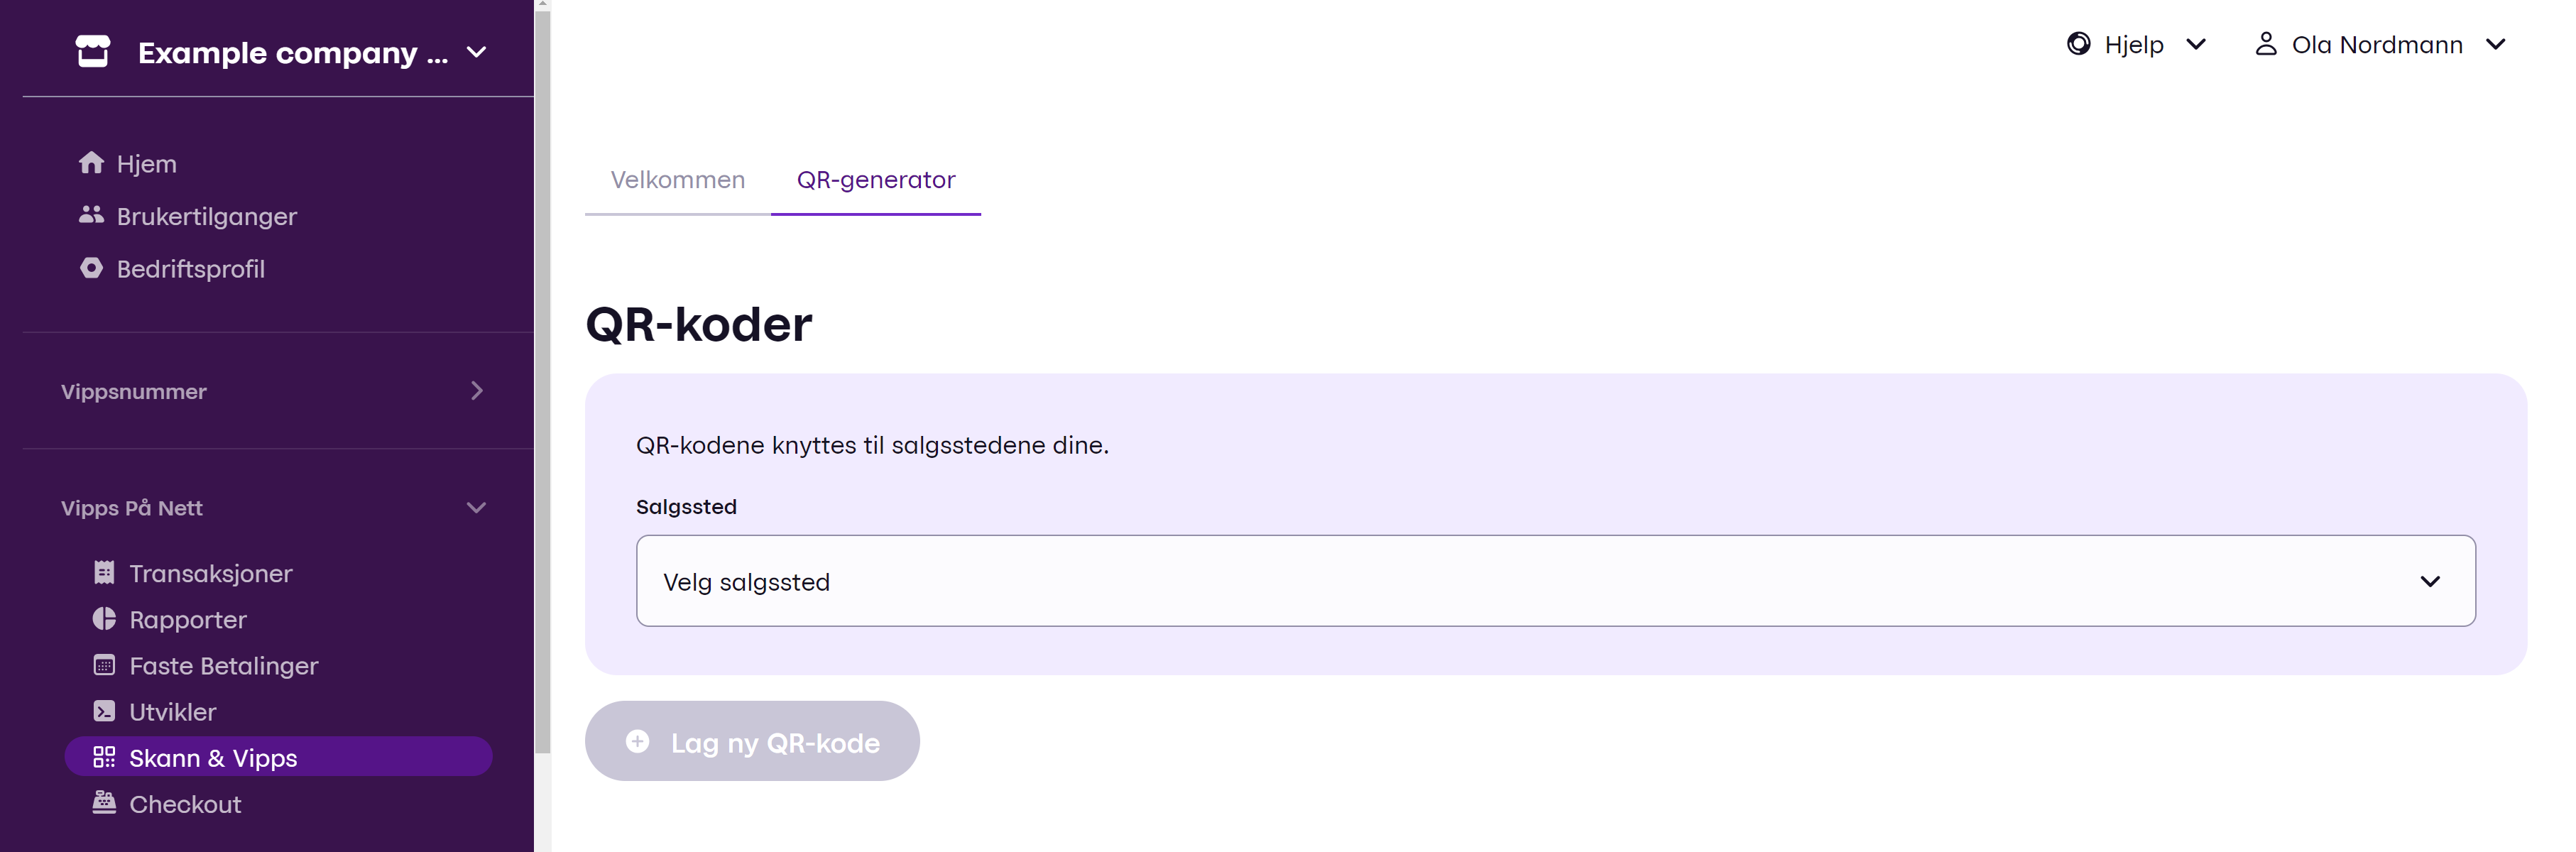 Example company ...
Hjem
Brukertilganger
Bedriftsprofil
Vippsnummer
Vipps På Nett
Transaksjoner
Rapporter
Faste Betalinger
Utvikler
Skann & Vipps
Checkout
Hjelp
Ola Nordmann
Velkommen
QR-generator
QR-koder
QR-kodene knyttes til salgsstedene dine.
Salgssted
Velg salgssted
Lag ny QR-kode